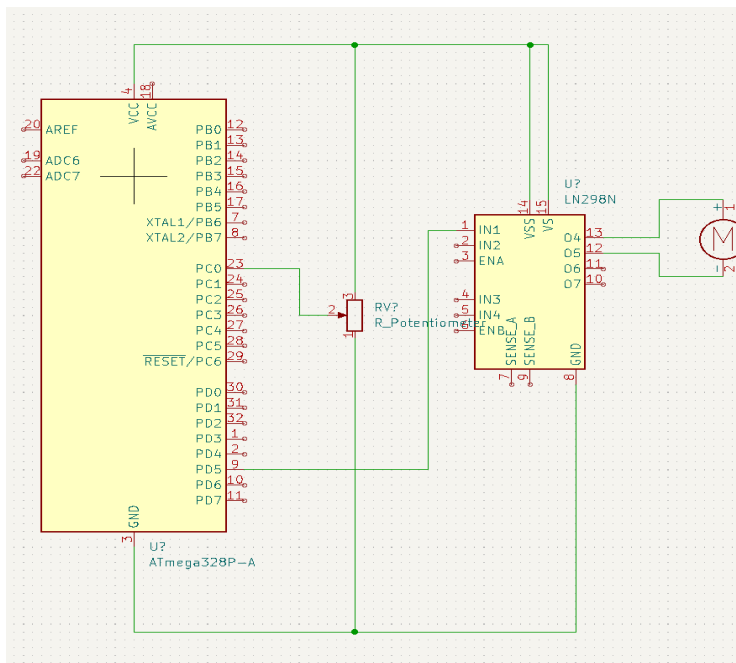 4
VCC
18
AVCC
20 AREF
19 ADC6
22 ADC7
PB0 12
PB1 13
PB2 14
PB3 15
PB4 16
PB5 17
XTAL1/PB6 7
XTAL2/PB7 8
PC0 23
PC1 24
PC2 25
PC3 26
PC4 27
PC5 28
RESET/PC6 29
PD0 30
PD1 31
PD2 32
PD3 1
PD4 2
PD5 9
PD6 10
PD7 11
GND
3
U?
ATmega328P-A
3
2
1
RV?
R_Potentiometer
U?
LN298N
14
VSS
15
VS
1 IN1
2 IN2
3 ENA
4 IN3
5 IN4
6 ENB
O4 13
O5 12
O6 11
O7 10
SENSE_A
7
SENSE_B
9
GND
8
+ 1
M
- 2